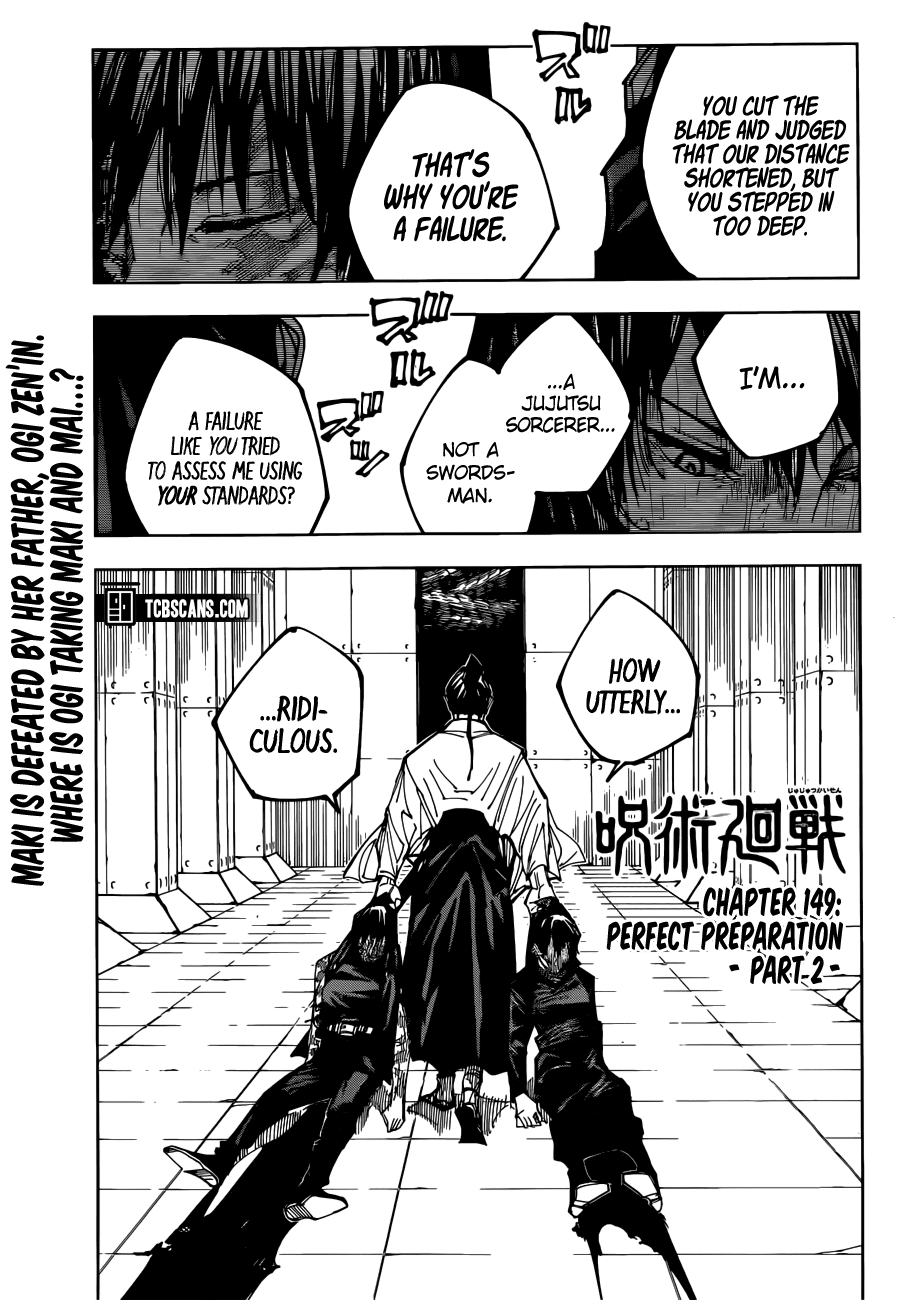 YOU CUT THE
BLADE AND JUDGED
THAT OUR DISTANCE
SHORTENED, BUT
YOU STEPPED IN
TOO DEEP.
ズル
THAT'S
WHY YOU'RE
A FAILURE.
I'M...
...A
JUJUTSU
SORCERER...
NOT A
SWORDS-
MAN.
ズル
A FAILURE
LIKE YOU TRIED
TO ASSESS ME USING
YOUR STANDARDS?
MAKI IS DEFEATED BY HER FATHER, OGI ZEN'IN.
WHERE IS OGI TAKING MAKI AND MAI...?
TCBSCANS.COM
HOW
UTTERLY...
...RIDI-
CULOUS.
じゅじゅつかいせん
呪術廻戦
CHAPTER 149:
PERFECT PREPARATION
- PART 2 -